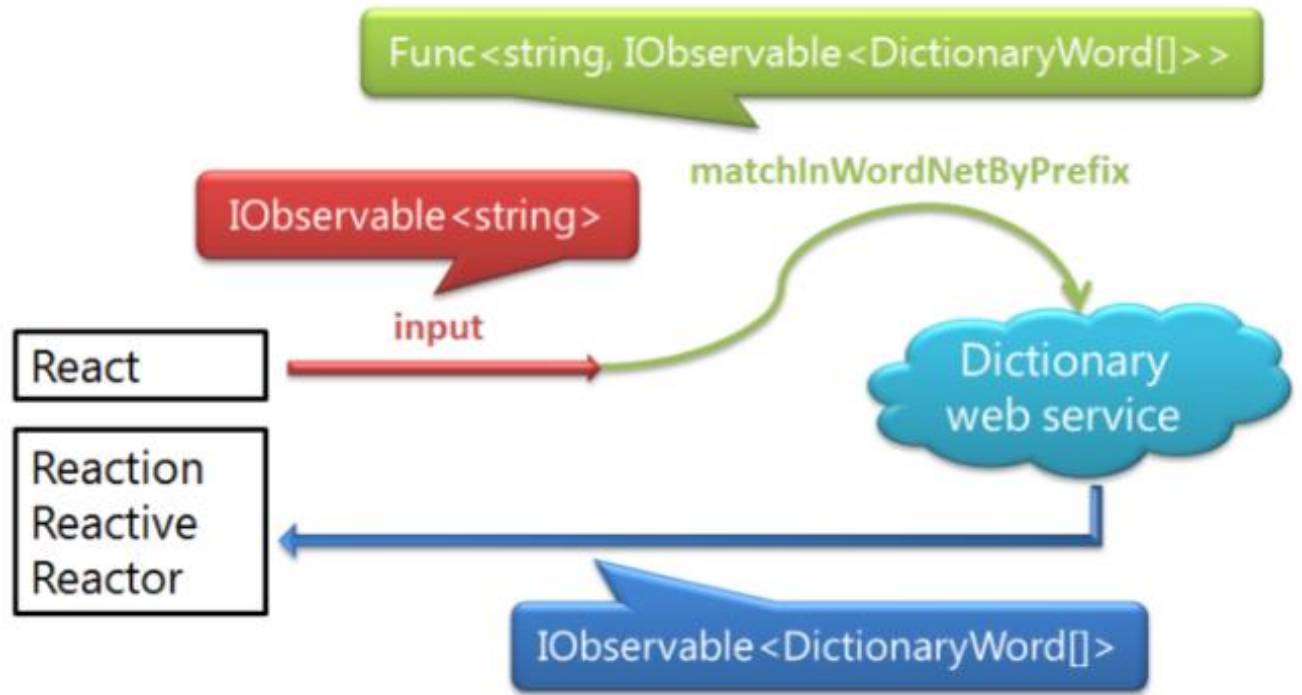 Func<string, IObservable<DictionaryWord[]>>
matchInWordNetByPrefix
IObservable<string>
input
React
Dictionary
web service
Reaction
Reactive
Reactor
IObservable<DictionaryWord[]>